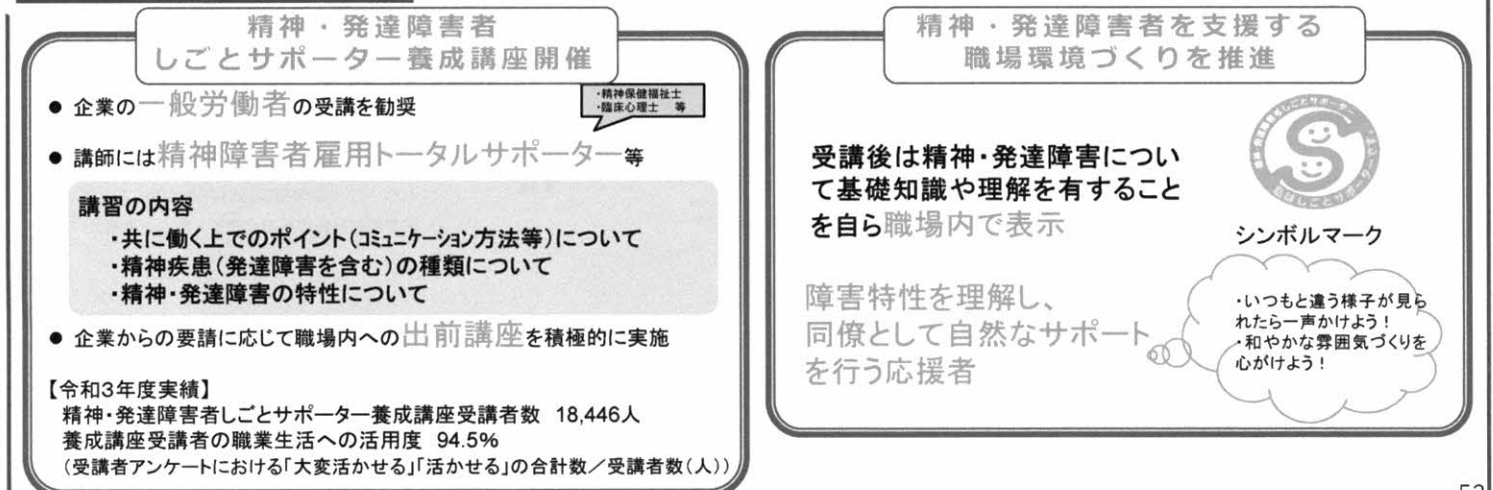 精神・発達障害者
しごとサポーター養成講座開催
● 企業の一般労働者の受講を勧奨
・精神保健福祉士
・臨床心理士 等
● 講師には精神障害者雇用トータルサポーター等
講習の内容
・共に働く上でのポイント(コミュニケーション方法等)について
・精神疾患(発達障害を含む)の種類について
・精神・発達障害の特性について
● 企業からの要請に応じて職場内への出前講座を積極的に実施
【令和3年度実績】
精神・発達障害者しごとサポーター養成講座受講者数 18,446人
養成講座受講者の職業生活への活用度 94.5%
(受講者アンケートにおける「大変活かせる」「活かせる」の合計数/受講者数(人))
精神・発達障害者を支援する
職場環境づくりを推進
受講後は精神・発達障害につい
て基礎知識や理解を有すること
を自ら職場内で表示
シンボルマーク
障害特性を理解し、
同僚として自然なサポート
を行う応援者
・いつもと違う様子が見ら
れたら一声かけよう!
・和やかな雰囲気づくりを
心がけよう!